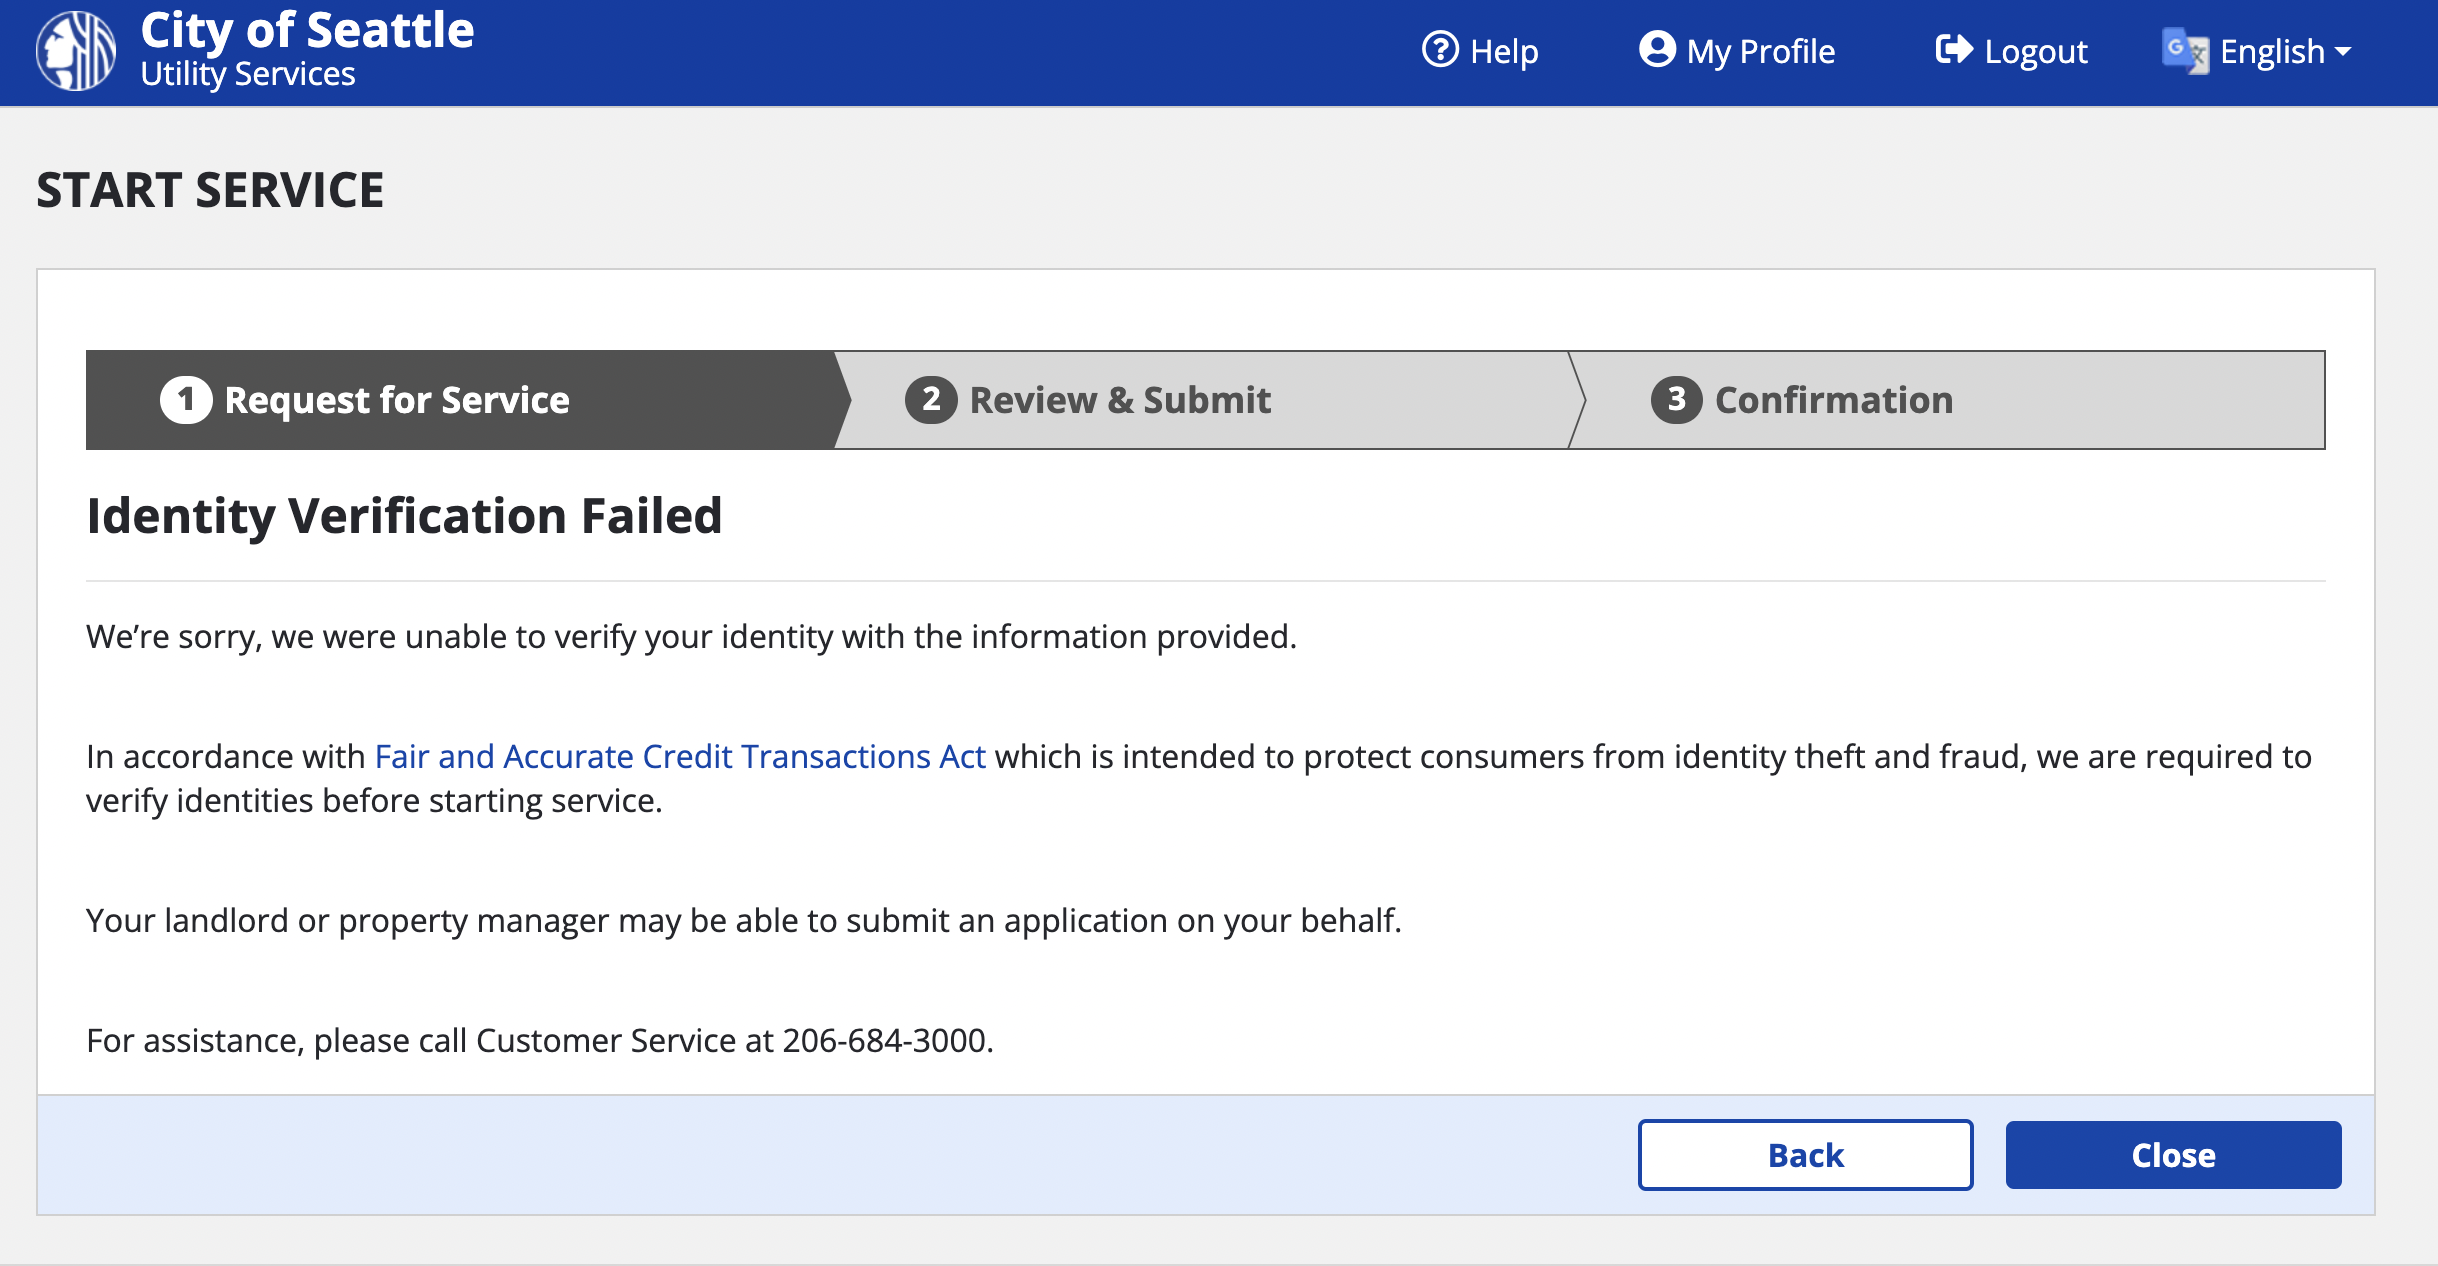 City of Seattle
Utility Services
Help
My Profile
Logout
English
START SERVICE
1 Request for Service
2 Review & Submit
3 Confirmation
Identity Verification Failed
We’re sorry, we were unable to verify your identity with the information provided.
In accordance with Fair and Accurate Credit Transactions Act which is intended to protect consumers from identity theft and fraud, we are required to
verify identities before starting service.
Your landlord or property manager may be able to submit an application on your behalf.
For assistance, please call Customer Service at 206-684-3000.
Back
Close